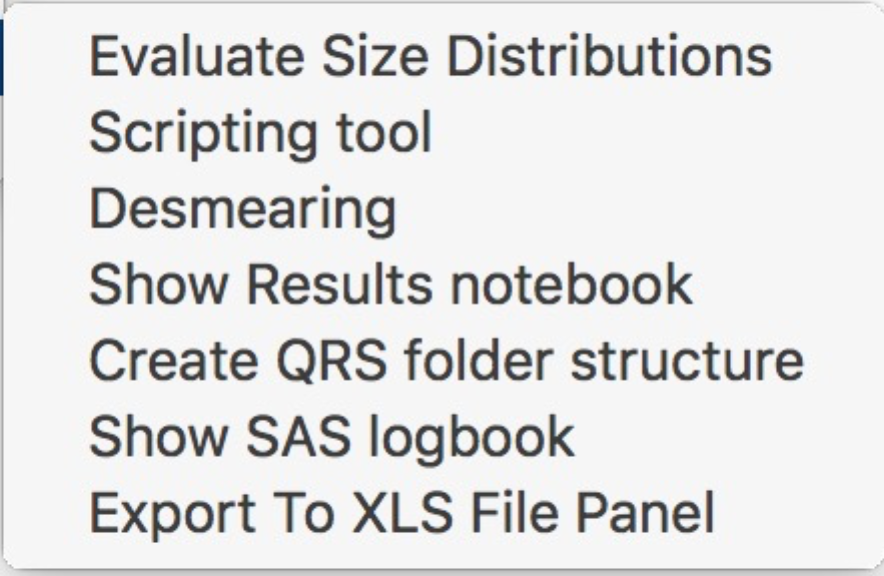 Evaluate Size Distributions
Scripting tool
Desmearing
Show Results notebook
Create QRS folder structure
Show SAS logbook
Export To XLS File Panel